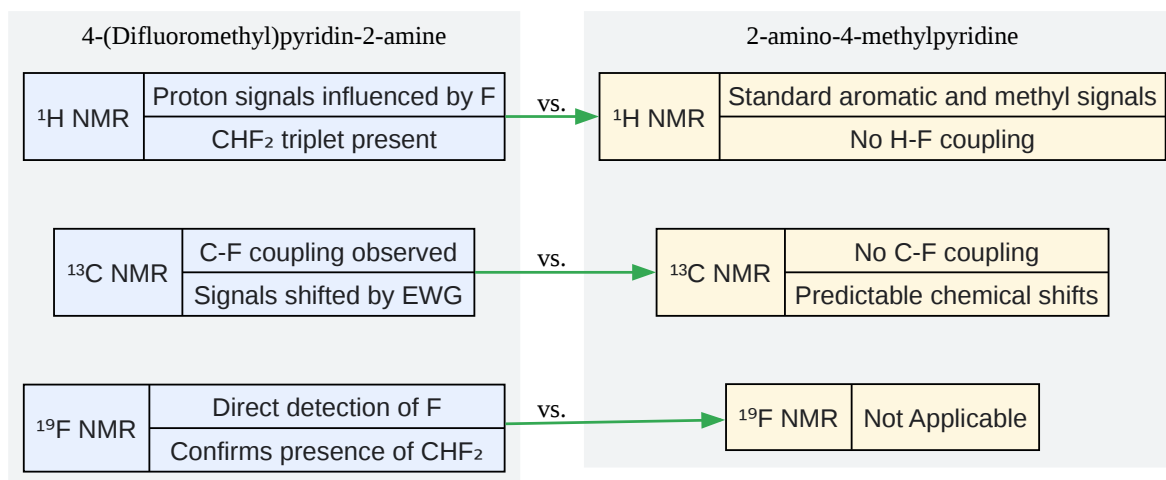 4-(Difluoromethyl)pyridin-2-amine
2-amino-4-methylpyridine
¹H NMR
Proton signals influenced by F
CHF₂ triplet present
vs.
¹H NMR
Standard aromatic and methyl signals
No H-F coupling
¹³C NMR
C-F coupling observed
Signals shifted by EWG
vs.
¹³C NMR
No C-F coupling
Predictable chemical shifts
¹⁹F NMR
Direct detection of F
Confirms presence of CHF₂
vs.
¹⁹F NMR
Not Applicable